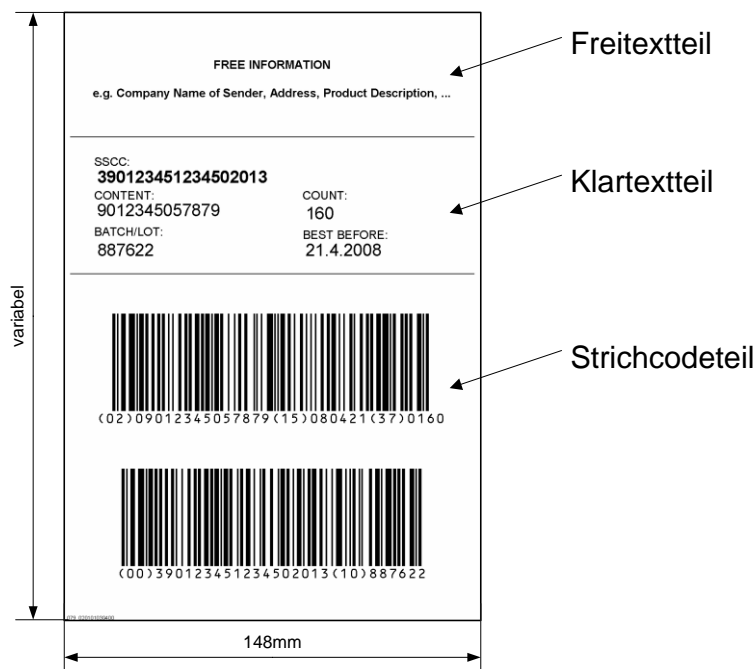 FREE INFORMATION
e.g. Company Name of Sender, Address, Product Description, ...
Freitextteil
SSCC:
390123451234502013
CONTENT:
9012345057879
COUNT:
160
BATCH/LOT:
887622
BEST BEFORE:
21.4.2008
Klartextteil
variabel
Strichcodeteil
(02)09012345057879(15)080421(37)0160
(00)390123451234502013(10)887622
148mm